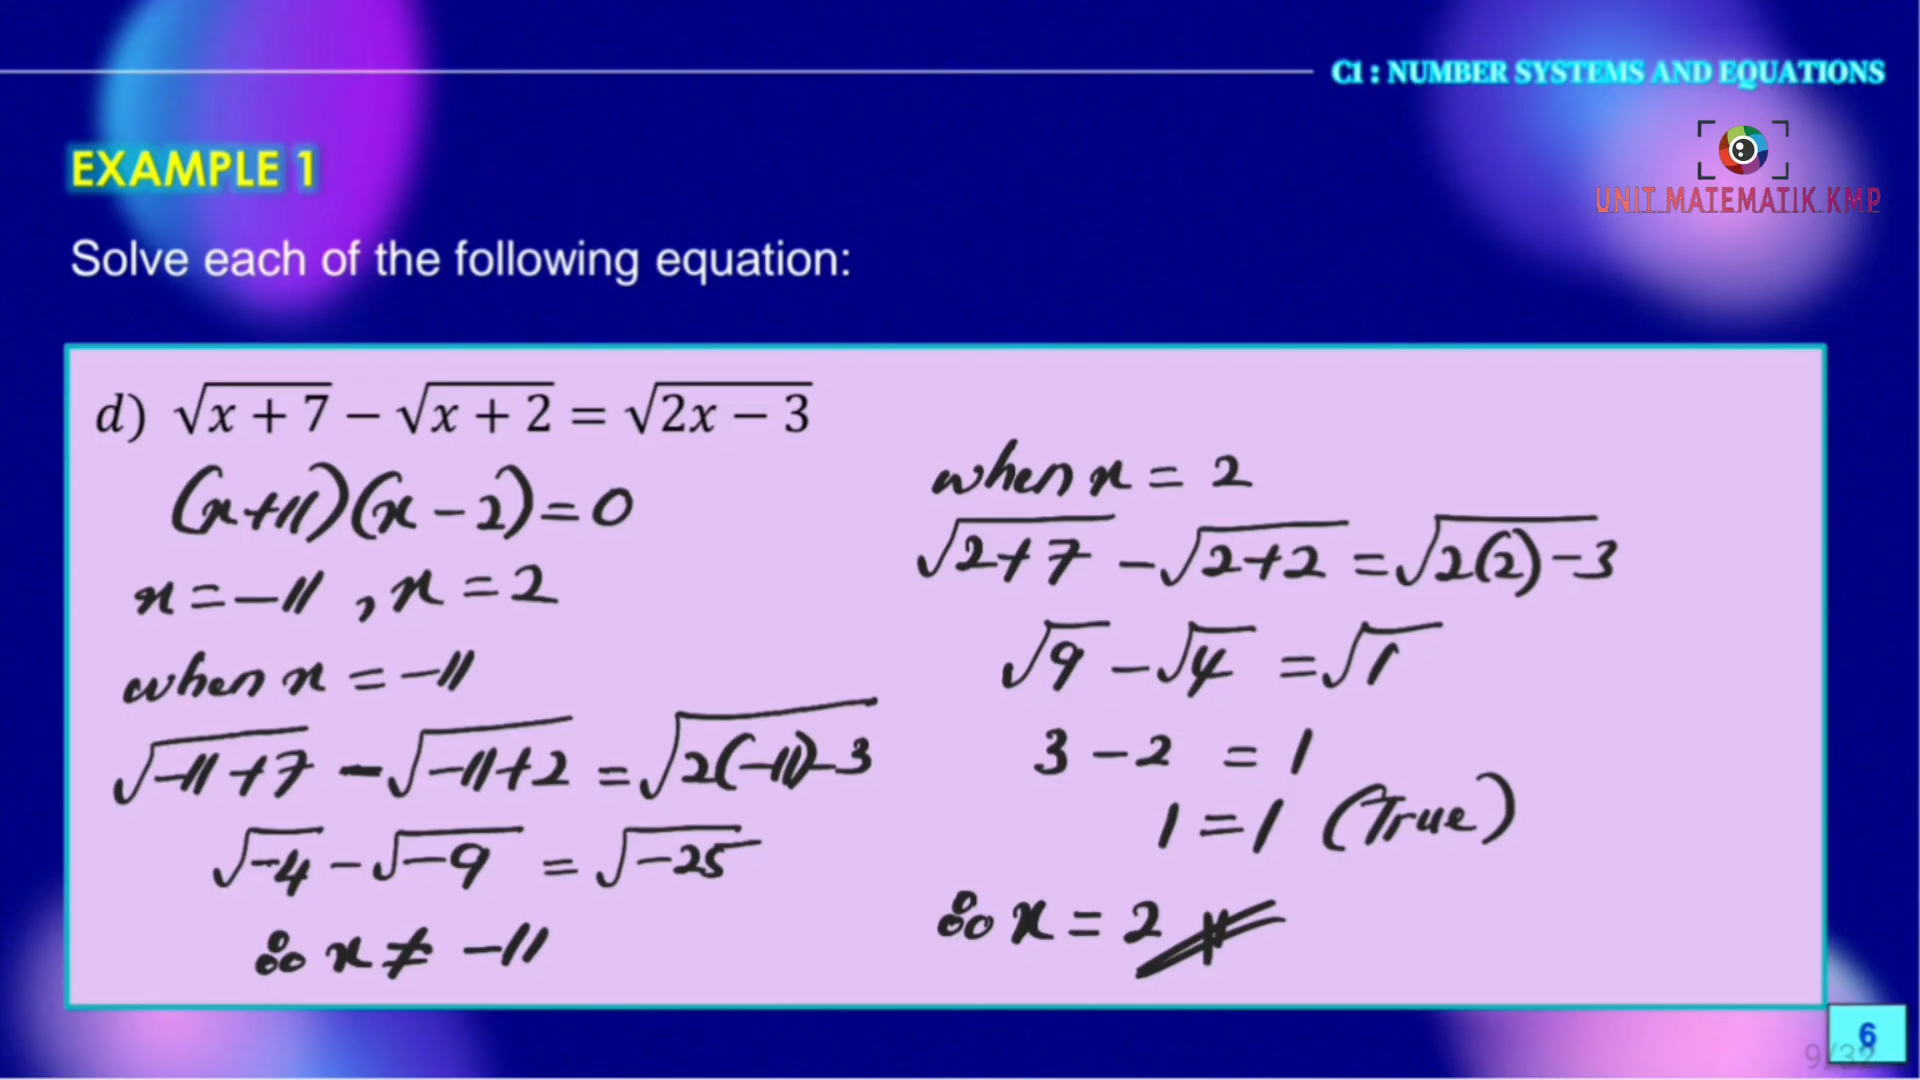 C1 : NUMBER SYSTEMS AND EQUATIONS
UNIT MATEMATIK KMP
EXAMPLE 1
Solve each of the following equation:
d) √(x + 7) − √(x + 2) = √(2x − 3)
(x+11)(x−2)=0
x=−11 , x=2
when x = −11
√(−11+7) − √(−11+2) = √(2(−11)−3)
√−4 − √−9 = √−25
∴ x ≠ −11
when x = 2
√(2+7) − √(2+2) = √(2(2)−3)
√9 − √4 = √1
3 − 2 = 1
1 = 1 (True)
∴ x = 2
6
9/32